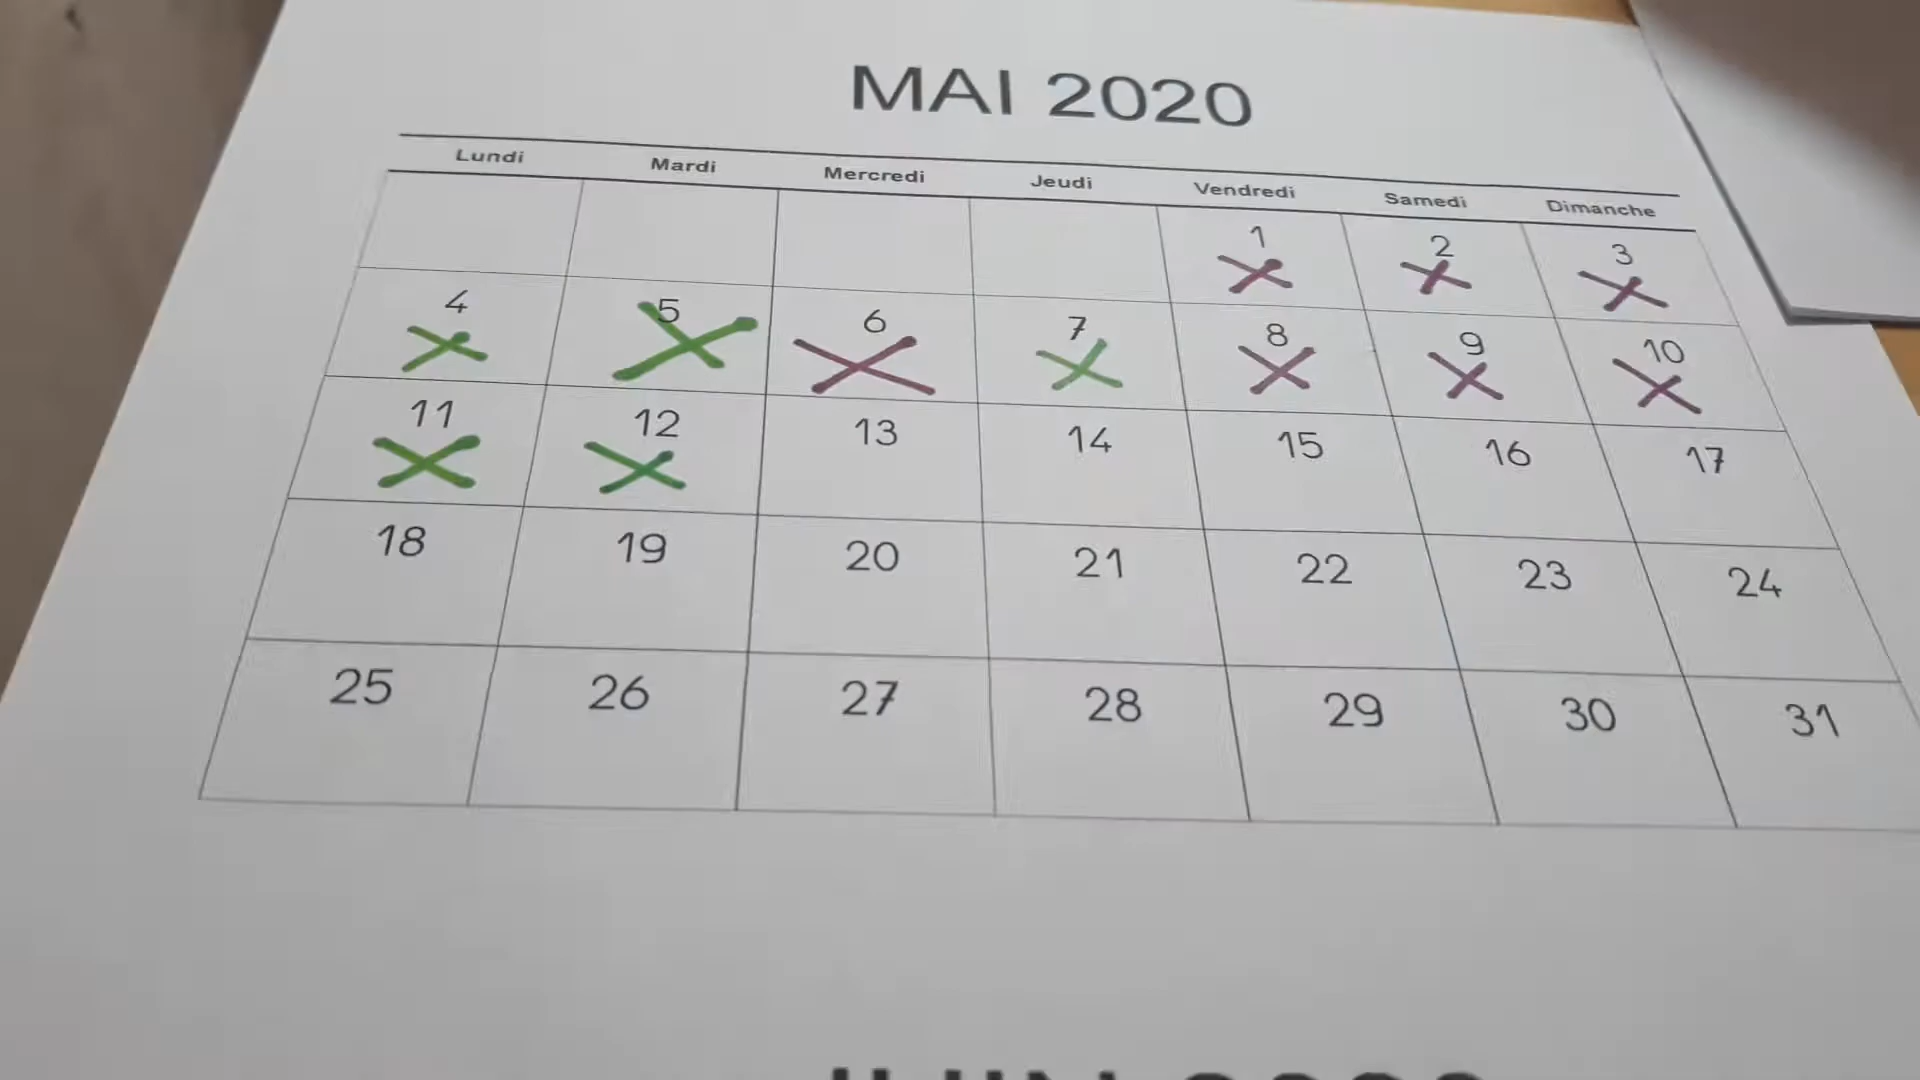 MAI 2020
Lundi Mardi Mercredi Jeudi Vendredi Samedi Dimanche
1 2 3
4 5 6 7 8 9 10
11 12 13 14 15 16 17
18 19 20 21 22 23 24
25 26 27 28 29 30 31